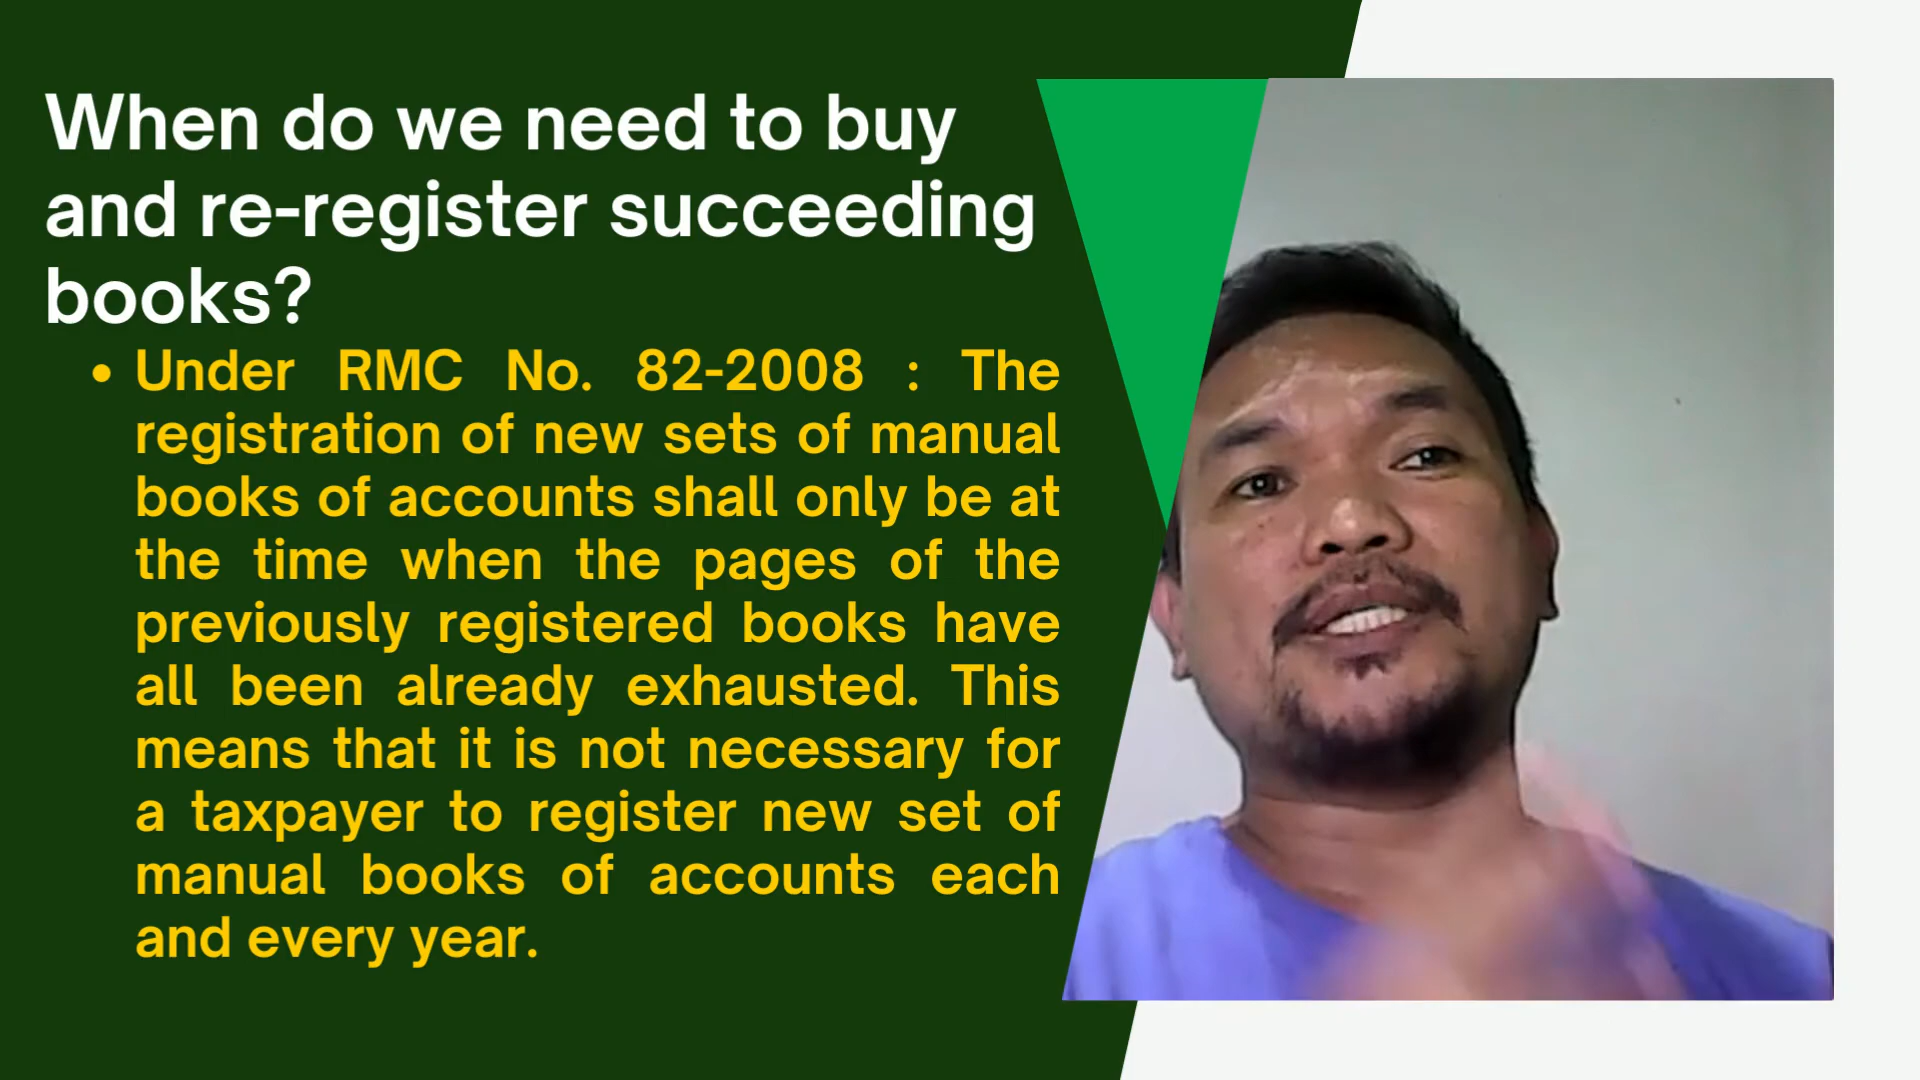 When do we need to buy
and re-register succeeding
books?
• Under RMC No. 82-2008 : The
registration of new sets of manual
books of accounts shall only be at
the time when the pages of the
previously registered books have
all been already exhausted. This
means that it is not necessary for
a taxpayer to register new set of
manual books of accounts each
and every year.